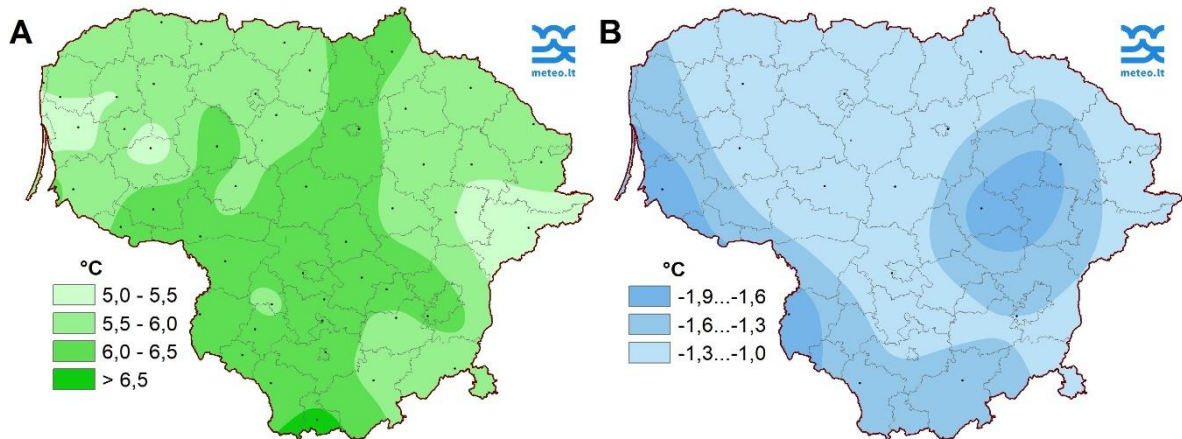 A
meteo.lt
°C
5,0 - 5,5
5,5 - 6,0
6,0 - 6,5
> 6,5
B
meteo.lt
°C
-1,9...-1,6
-1,6...-1,3
-1,3...-1,0